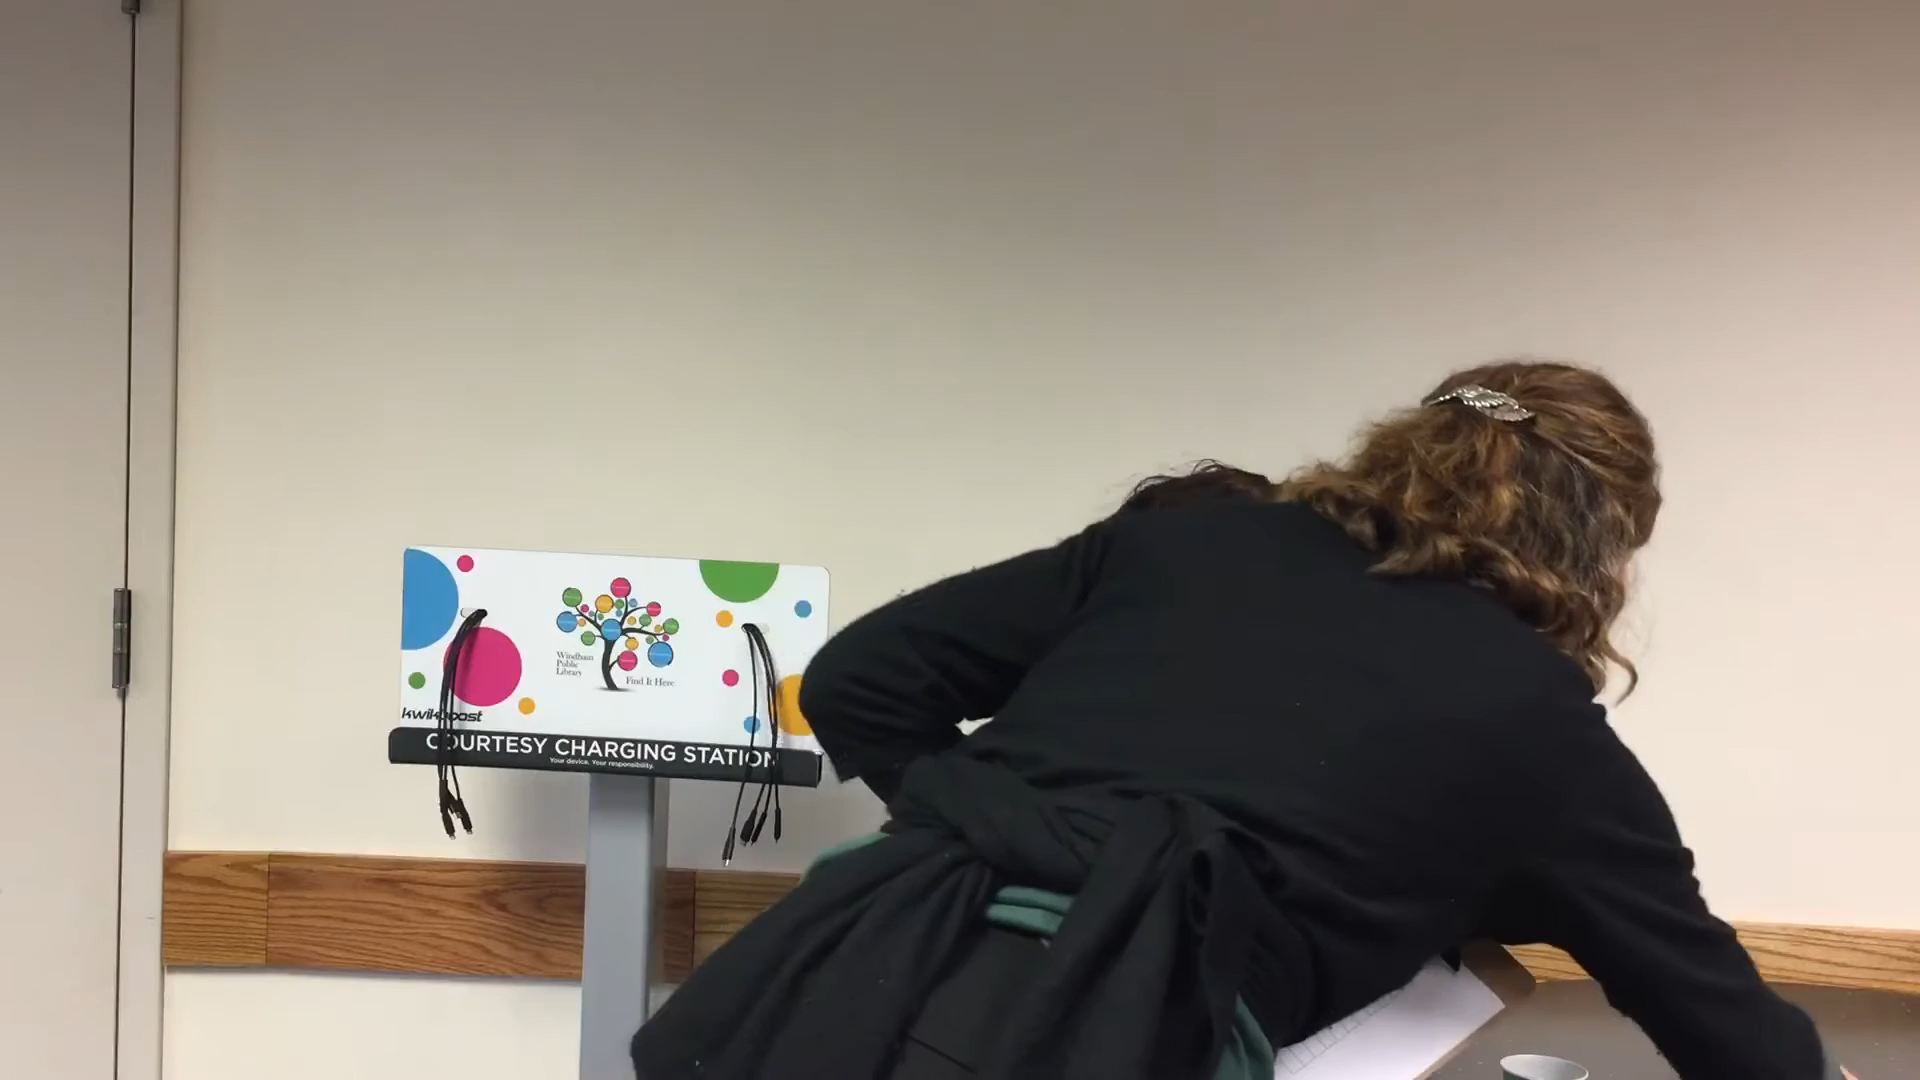 Windham
Public
Library
Find It Here
kwikboost
COURTESY CHARGING STATION
Your device. Your responsibility.